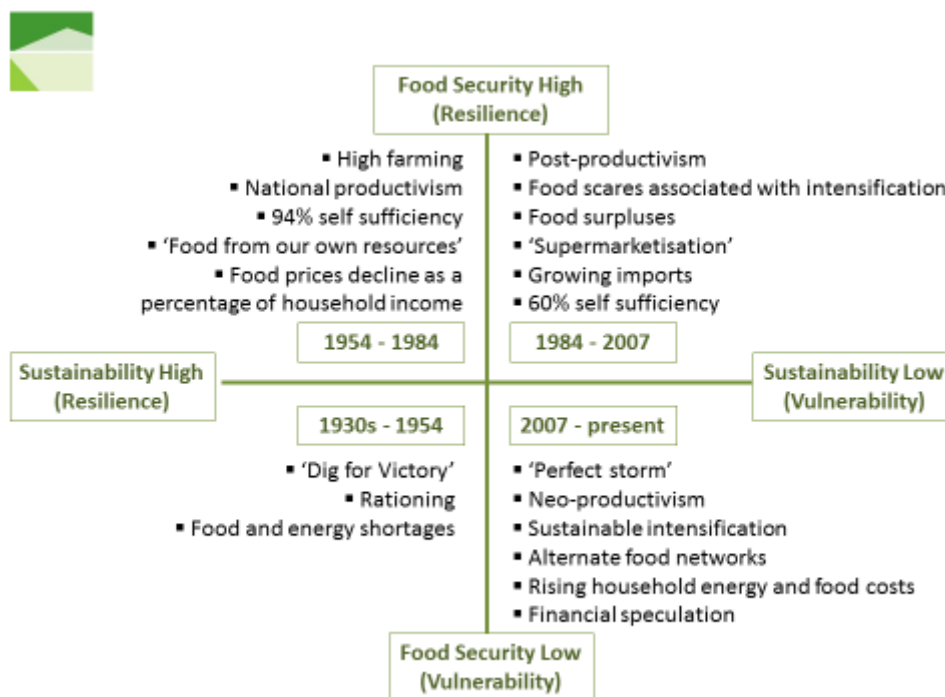 Food Security High
(Resilience)
▪ High farming
▪ National productivism
▪ 94% self sufficiency
▪ ‘Food from our own resources’
▪ Food prices decline as a
percentage of household income
1954 - 1984
▪ Post-productivism
▪ Food scares associated with intensification
▪ Food surpluses
▪ ‘Supermarketisation’
▪ Growing imports
▪ 60% self sufficiency
1984 - 2007
Sustainability High
(Resilience)
Sustainability Low
(Vulnerability)
1930s - 1954
▪ ‘Dig for Victory’
▪ Rationing
▪ Food and energy shortages
2007 - present
▪ ‘Perfect storm’
▪ Neo-productivism
▪ Sustainable intensification
▪ Alternate food networks
▪ Rising household energy and food costs
▪ Financial speculation
Food Security Low
(Vulnerability)